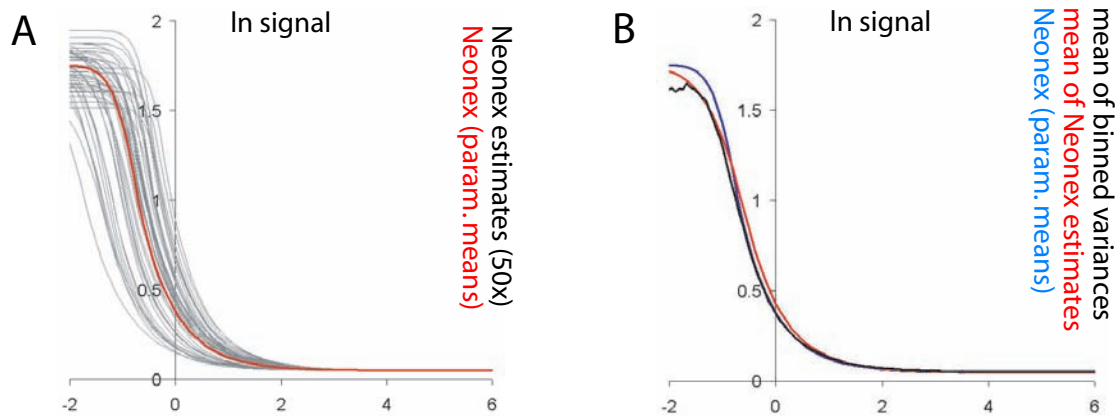 A
ln signal
2
1.5
1
0.5
0
-2
0
2
4
6
Neonex estimates (50x)
Neonex (param. means)
B
ln signal
2
1.5
1
0.5
0
-2
0
2
4
6
mean of binned variances
mean of Neonex estimates
Neonex (param. means)